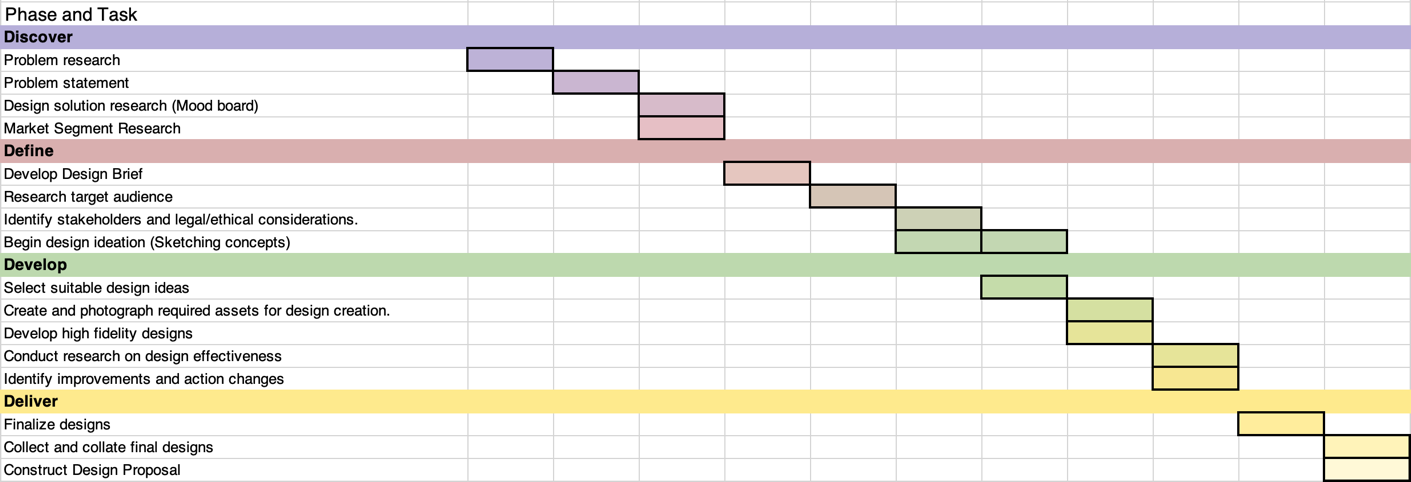 Phase and Task
Discover
Problem research
Problem statement
Design solution research (Mood board)
Market Segment Research
Define
Develop Design Brief
Research target audience
Identify stakeholders and legal/ethical considerations.
Begin design ideation (Sketching concepts)
Develop
Select suitable design ideas
Create and photograph required assets for design creation.
Develop high fidelity designs
Conduct research on design effectiveness
Identify improvements and action changes
Deliver
Finalize designs
Collect and collate final designs
Construct Design Proposal